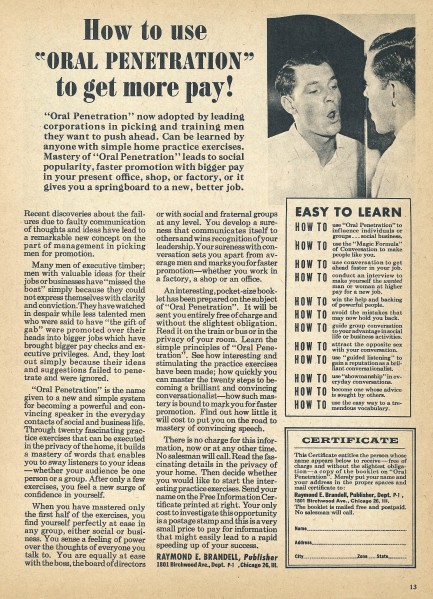 How to use
“ORAL PENETRATION”
to get more pay!
“Oral Penetration” now adopted by leading
corporations in picking and training men
they want to push ahead. Can be learned by
anyone with simple home practice exercises.
Mastery of “Oral Penetration” leads to social
popularity, faster promotion with bigger pay
in your present office, shop, or factory, or it
gives you a springboard to a new, better job.
Recent discoveries about the fail-
ures due to faulty communication
of thoughts and ideas have lead to
a remarkable new concept on the
part of management in picking
men for promotion.
Many men of executive timber;
men with valuable ideas for their
jobs or businesses have “missed the
boat” simply because they could
not express themselves with clarity
and conviction. They have watched
in despair while less talented men
who were said to have “the gift of
gab” were promoted over their
heads into bigger jobs which have
brought bigger pay checks and ex-
ecutive privileges. And, they lost
out simply because their ideas
and suggestions failed to pene-
trate and were ignored.
“Oral Penetration” is the name
given to a new and simple system
for becoming a powerful and con-
vincing speaker in the everyday
contacts of social and business life.
Through twenty fascinating prac-
tice exercises that can be executed
in the privacy of the home, it builds
a mastery of words that enables
you to sway listeners to your ideas
—whether your audience be one
person or a group. After only a few
exercises, you feel a new surge of
confidence in yourself.
When you have mastered only
the first half of the exercises, you
find yourself perfectly at ease in
any group, either social or busi-
ness. You sense a feeling of power
over the thoughts of everyone you
talk to. You are equally at ease
with the boss, the board of directors
or with social and fraternal groups
at any level. You develop a sure-
ness that communicates itself to
others and wins recognition of your
leadership. Your sureness with con-
versation sets you apart from av-
erage men and marks you for faster
promotion—whether you work in
a factory, a shop or an office.
An interesting, pocket-size book-
let has been prepared on the subject
of “Oral Penetration”. It will be
sent you entirely free of charge and
without the slightest obligation.
Read it on the train or bus or in the
privacy of your room. Learn the
simple principles of “Oral Pene-
tration”. See how interesting and
stimulating the practice exercises
have been made; how quickly you
can master the twenty steps to be-
coming a brilliant and convincing
conversationalist—how such mas-
tery is bound to mark you for faster
promotion. Find out how little it
will cost to put you on the road to
mastery of convincing speech.
There is no charge for this infor-
mation, now or at any other time.
No salesman will call. Read the fas-
cinating details in the privacy of
your home. Then decide whether
you would like to start the inter-
esting practice exercises. Send your
name on the Free Information Cer-
tificate printed at right. Your only
cost to investigate this opportunity
is a postage stamp and this is a very
small price to pay for information
that might easily lead to a rapid
speeding up of your success.
RAYMOND E. BRANDELL, Publisher
1801 Birchwood Ave., Dept. P-1, Chicago 26, Ill.
EASY TO LEARN
HOW TO use “Oral Penetration” to
influence individuals or
groups . . . social business.
HOW TO use the “Magic Formula”
of Conversation to make
people like you.
HOW TO use conversation to get
ahead faster in your job.
HOW TO conduct an interview to
make yourself the wanted
man or woman at higher
pay for a new job.
HOW TO win the help and backing
of powerful people.
HOW TO avoid the mistakes that
may now hold you back.
HOW TO guide group conversation
to your advantage in social
life or business activities.
HOW TO attract the opposite sex
with your conversation.
HOW TO use “guided listening” to
gain a reputation as a bril-
liant conversationalist.
HOW TO use “showmanship” in ev-
eryday conversations.
HOW TO become one whose advice
is sought by others.
HOW TO use the easy way to a tre-
mendous vocabulary.
CERTIFICATE
This Certificate entitles the person whose
name appears below to receive—free of
charge and without the slightest obliga-
tion—a copy of the booklet on “Oral
Penetration”. Merely put your name and
your address in the proper spaces and
mail certificate to:
Raymond E. Brandell, Publisher, Dept. P-1,
1801 Birchwood Ave., Chicago 26, Ill.
The booklet is mailed free and postpaid.
No salesman will call.
Name
Address
City Zone State
13